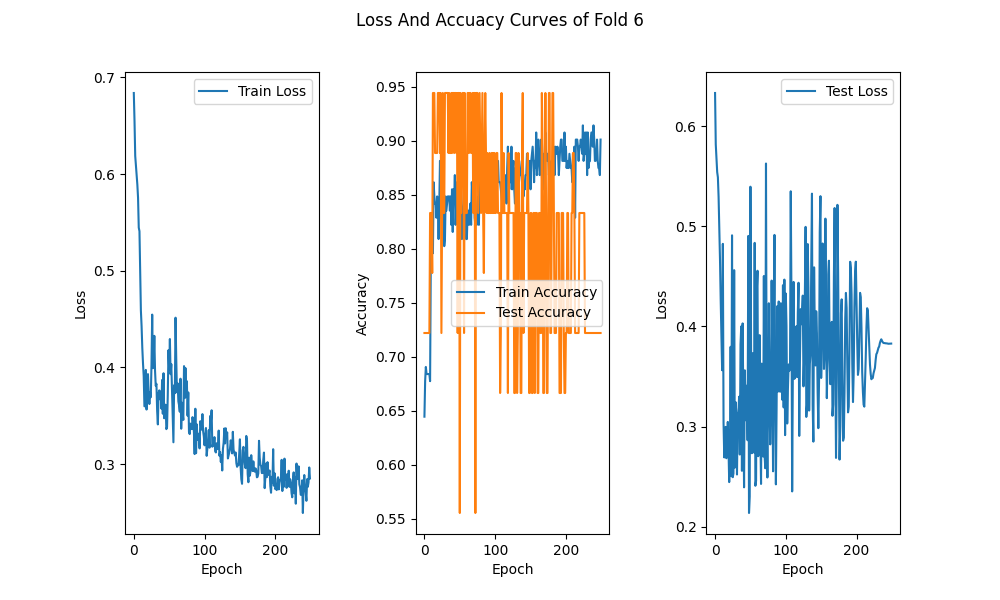 Loss And Accuacy Curves of Fold 6
0.7
0.6
0.5
0.4
0.3
Loss
0
100
200
Epoch
Train Loss
0.95
0.90
0.85
0.80
0.75
0.70
0.65
0.60
0.55
Accuracy
0
100
200
Epoch
Train Accuracy
Test Accuracy
0.6
0.5
0.4
0.3
0.2
Loss
0
100
200
Epoch
Test Loss